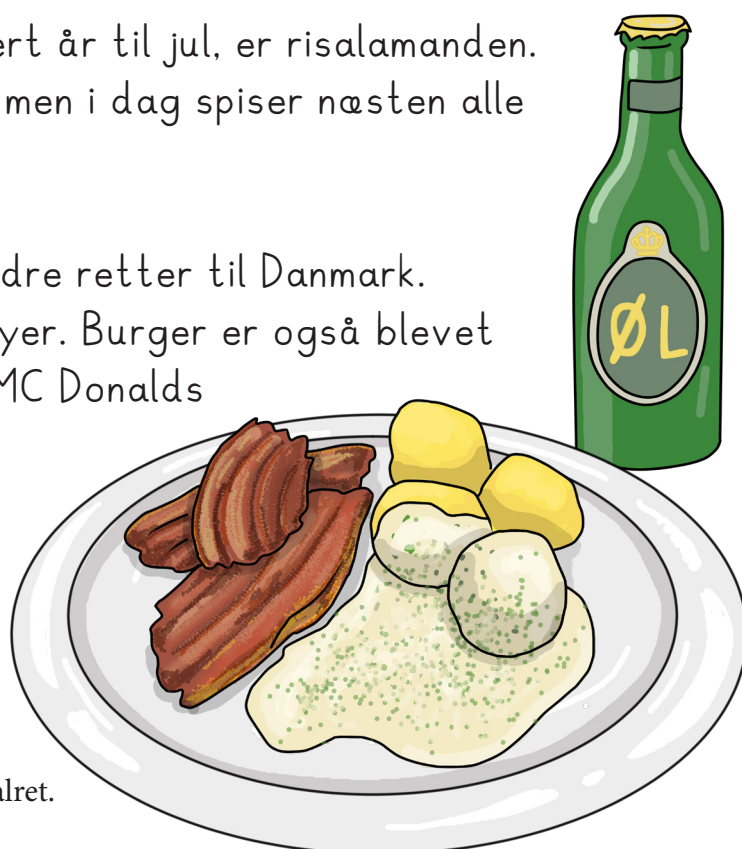 ert år til jul, er risalamanden.
men i dag spiser næsten alle
dre retter til Danmark.
yer. Burger er også blevet
MC Donalds
ØL
alret.